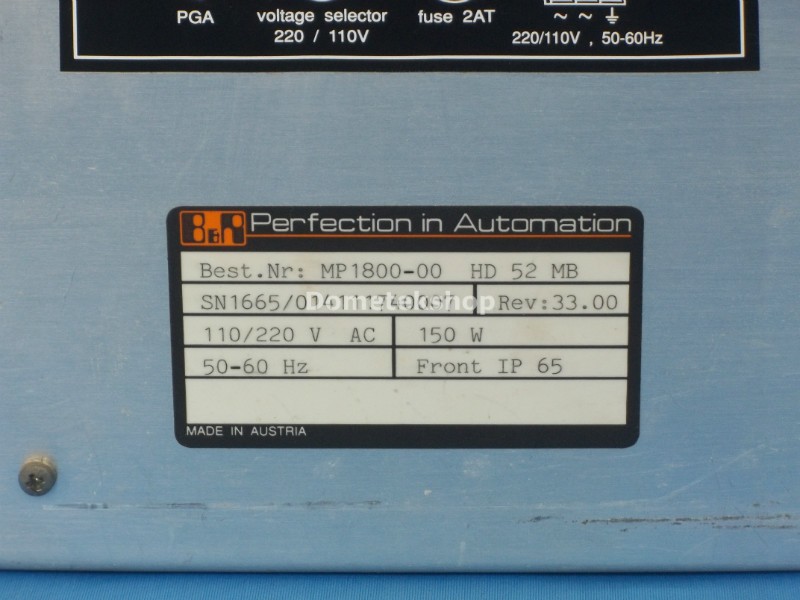 PGA
voltage selector
220 / 110V
fuse 2AT
~ ~
220/110V , 50-60Hz
B&R Perfection in Automation
Best.Nr: MP1800-00 HD 52 MB
Dometekshop
Rev:33.00
110/220 V AC
150 W
50-60 Hz
Front IP 65
MADE IN AUSTRIA